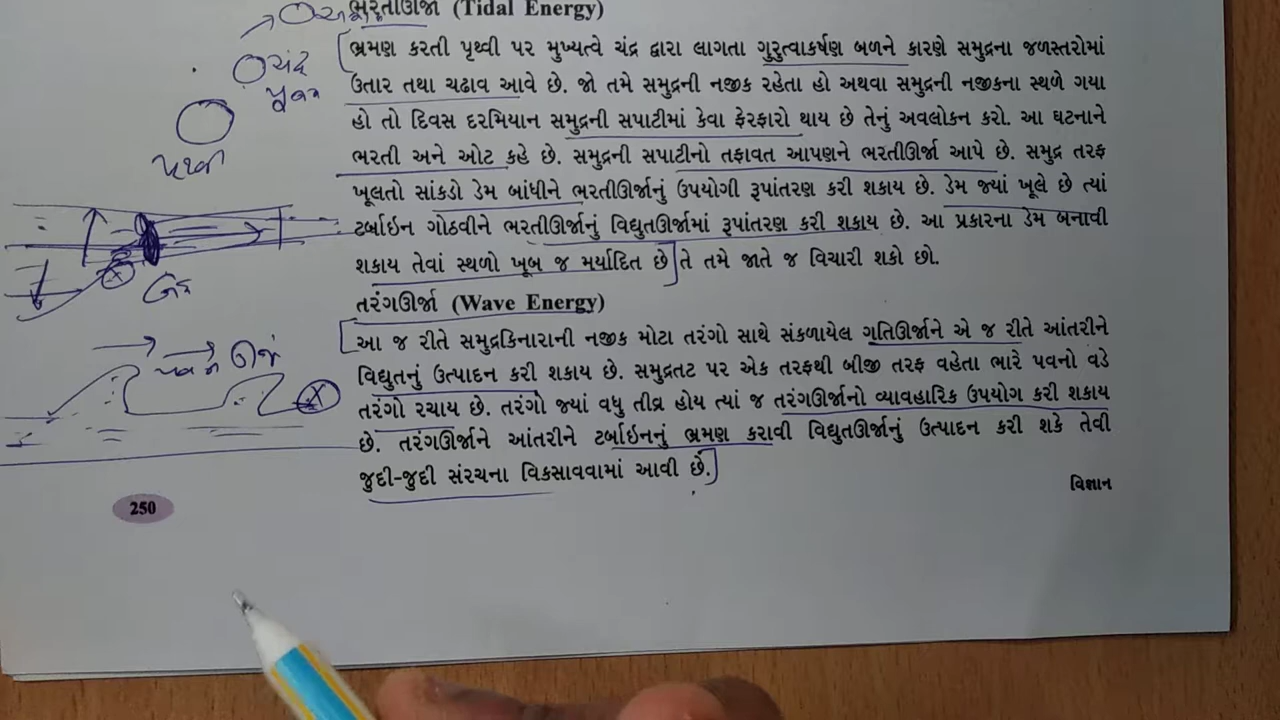 ભરતીઊર્જા (Tidal Energy)
ભ્રમણ કરતી પૃથ્વી પર મુખ્યત્વે ચંદ્ર દ્વારા લાગતા ગુરુત્વાકર્ષણ બળને કારણે સમુદ્રના જળસ્તરોમાં
ઉતાર તથા ચઢાવ આવે છે. જો તમે સમુદ્રની નજીક રહેતા હો અથવા સમુદ્રની નજીકના સ્થળે ગયા
હો તો દિવસ દરમિયાન સમુદ્રની સપાટીમાં કેવા ફેરફારો થાય છે તેનું અવલોકન કરો. આ ઘટનાને
ભરતી અને ઓટ કહે છે. સમુદ્રની સપાટીનો તફાવત આપણને ભરતીઊર્જા આપે છે. સમુદ્ર તરફ
ખૂલતો સાંકડો ડેમ બાંધીને ભરતીઊર્જાનું ઉપયોગી રૂપાંતરણ કરી શકાય છે. ડેમ જ્યાં ખૂલે છે ત્યાં
ટર્બાઇન ગોઠવીને ભરતીઊર્જાનું વિદ્યુતઊર્જામાં રૂપાંતરણ કરી શકાય છે. આ પ્રકારના ડેમ બનાવી
શકાય તેવાં સ્થળો ખૂબ જ મર્યાદિત છે તે તમે જાતે જ વિચારી શકો છો.
તરંગઊર્જા (Wave Energy)
આ જ રીતે સમુદ્રકિનારાની નજીક મોટા તરંગો સાથે સંકળાયેલ ગતિઊર્જાને એ જ રીતે આંતરીને
વિદ્યુતનું ઉત્પાદન કરી શકાય છે. સમુદ્રતટ પર એક તરફથી બીજી તરફ વહેતા ભારે પવનો વડે
તરંગો રચાય છે. તરંગો જ્યાં વધુ તીવ્ર હોય ત્યાં જ તરંગઊર્જાનો વ્યાવહારિક ઉપયોગ કરી શકાય
છે. તરંગઊર્જાને આંતરીને ટર્બાઇનનું ભ્રમણ કરાવી વિદ્યુતઊર્જાનું ઉત્પાદન કરી શકે તેવી
જુદી-જુદી સંરચના વિકસાવવામાં આવી છે.
250
વિજ્ઞાન
ચંદ્ર
પૃથ્વી
પવન